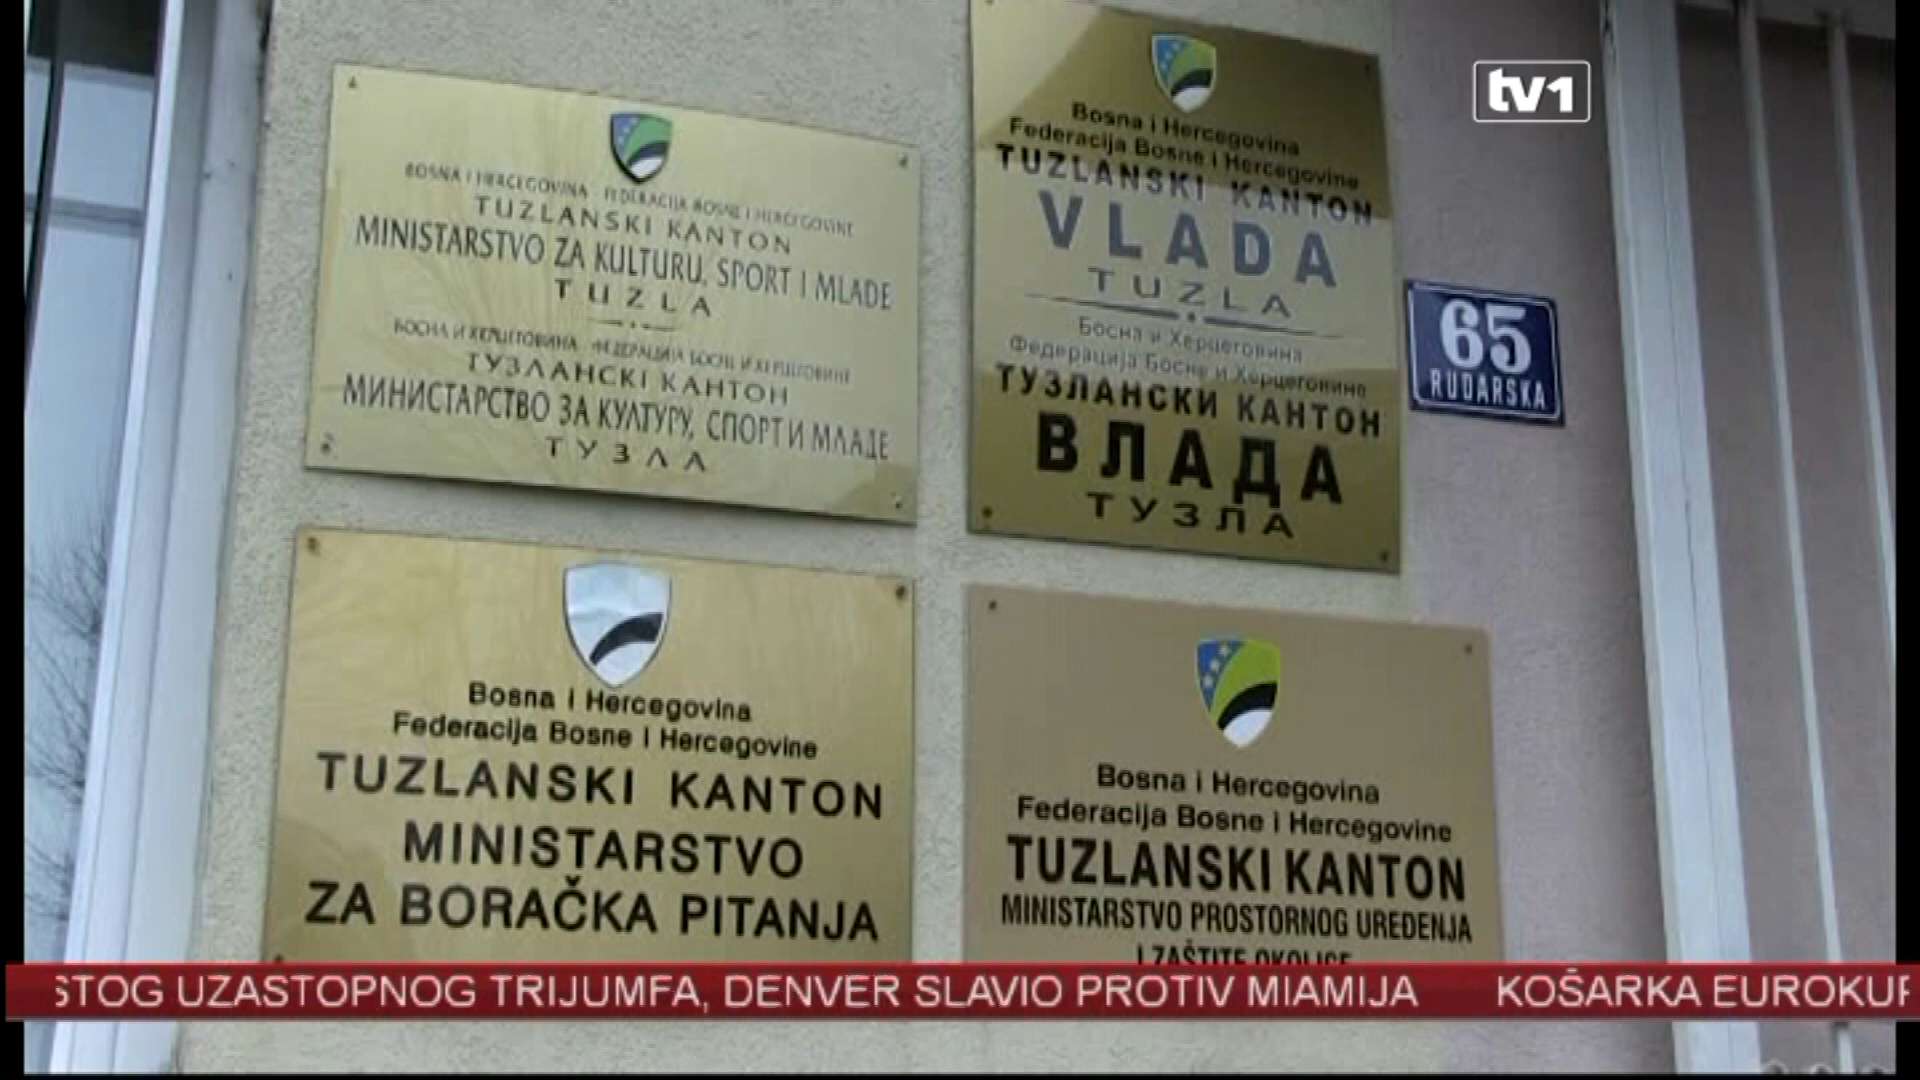 tv1
BOSNA I HERCEGOVINA - FEDERACIJA BOSNE I HERCEGOVINE
TUZLANSKI KANTON
MINISTARSTVO ZA KULTURU, SPORT I MLADE
TUZLA
БОСНА И ХЕРЦЕГОВИНА - ФЕДЕРАЦИЈА БОСНЕ И ХЕРЦЕГОВИНЕ
ТУЗЛАНСКІ КАНТОН
МИНИСТАРСТВО ЗА КУЛТУРУ, СПОРТ И МЛАДЕ
ТУЗЛА
Bosna i Hercegovina
Federacija Bosne i Hercegovine
TUZLANSKI KANTON
VLADA
TUZLA
Босна и Херцеговина
Федерација Босне и Херцеговине
ТУЗЛАНСКИ КАНТОН
ВЛАДА
ТУЗЛА
65
RUDARSKA
Bosna i Hercegovina
Federacija Bosne i Hercegovine
TUZLANSKI KANTON
MINISTARSTVO
ZA BORAČKA PITANJA
Bosna i Hercegovina
Federacija Bosne i Hercegovine
TUZLANSKI KANTON
MINISTARSTVO PROSTORNOG UREĐENJA
I ZAŠTITE OKOLICE
STOG UZASTOPNOG TRIJUMFA, DENVER SLAVIO PROTIV MIAMIJA KOŠARKA EUROKUP